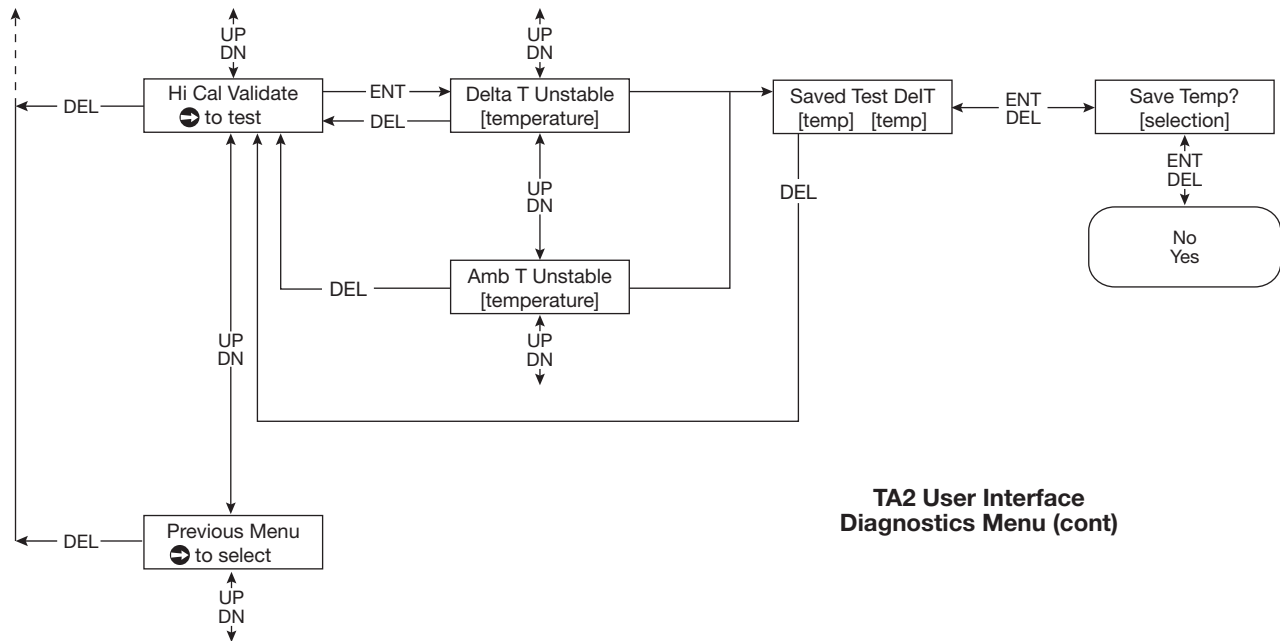 UP
DN
UP
DN
Hi Cal Validate
to test
DEL
ENT
DEL
Delta T Unstable
[temperature]
Saved Test DelT
[temp] [temp]
ENT
DEL
Save Temp?
[selection]
UP
DN
DEL
ENT
DEL
No
Yes
DEL
Amb T Unstable
[temperature]
UP
DN
UP
DN
TA2 User Interface
Diagnostics Menu (cont)
DEL
Previous Menu
to select
UP
DN